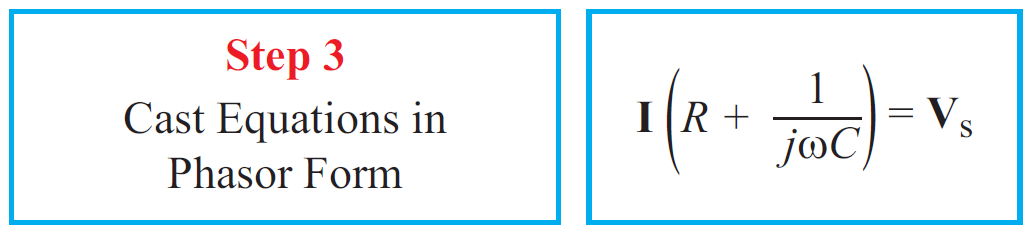 Step 3
Cast Equations in
Phasor Form
I(R + 1/jωC) = Vs